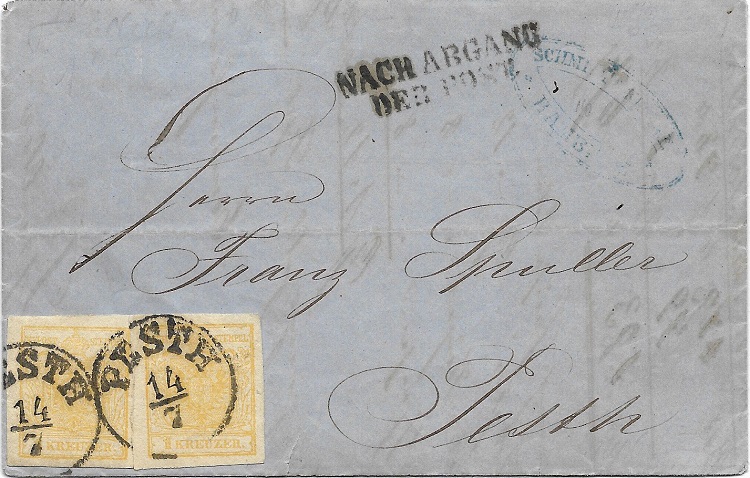 NACH ABGANG
DER POST
Herrn
Franz Spuller
Pesth
PESTH
14
7
PESTH
14
7
KREUZER.
1 KREUZER.